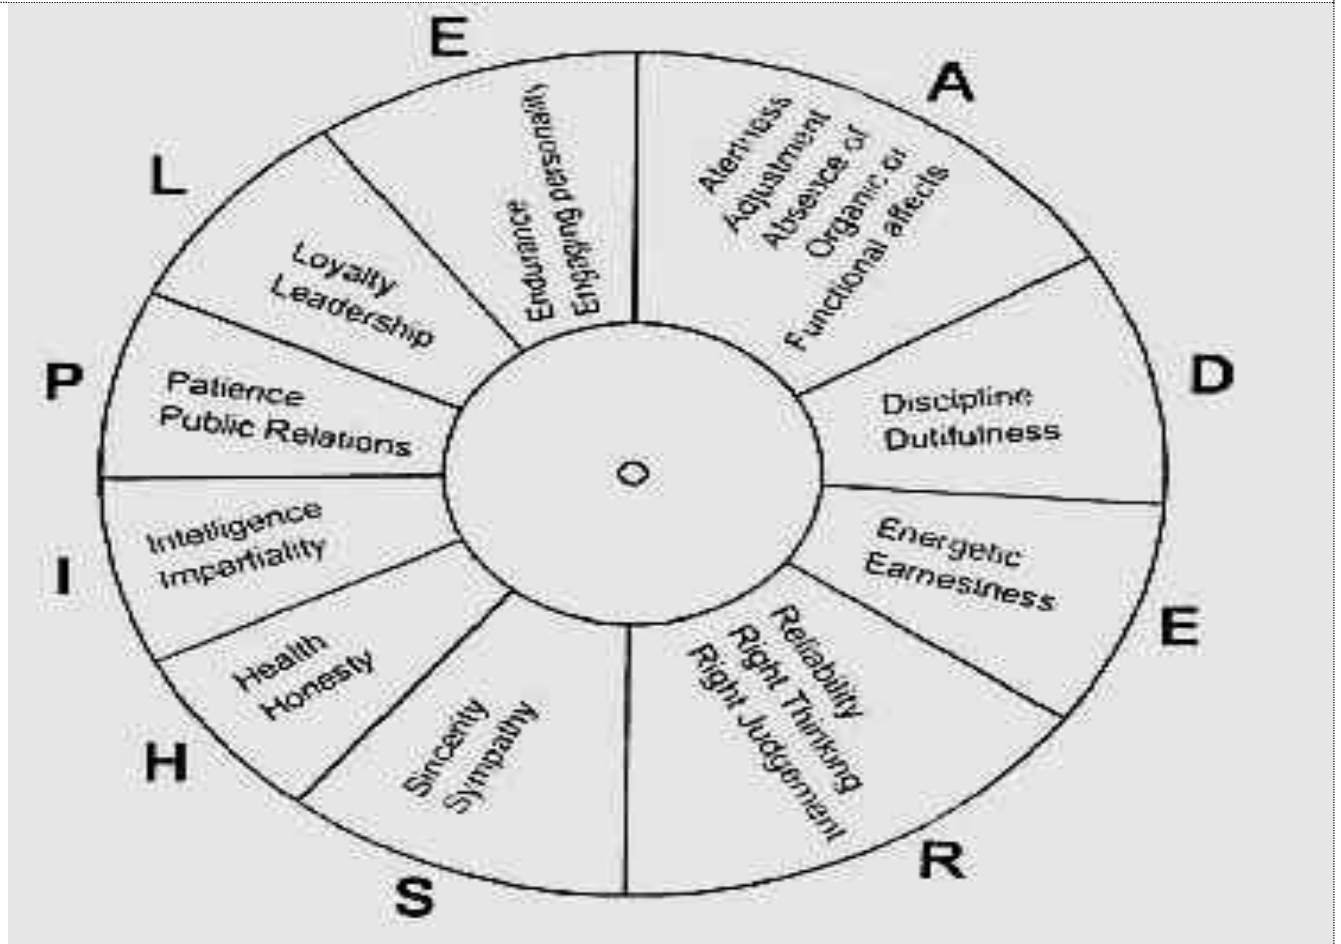 L
Loyalty
Leadership
E
Endurance
Engaging personality
A
Alertness
Adjustment
Absence of
Organic or
Functional affects
D
Discipline
Dutifulness
E
Energetic
Earnestness
R
Reliability
Right Thinking
Right Judgement
S
Sincerity
Sympathy
H
Health
Honesty
I
Intelligence
Impartiality
P
Patience
Public Relations